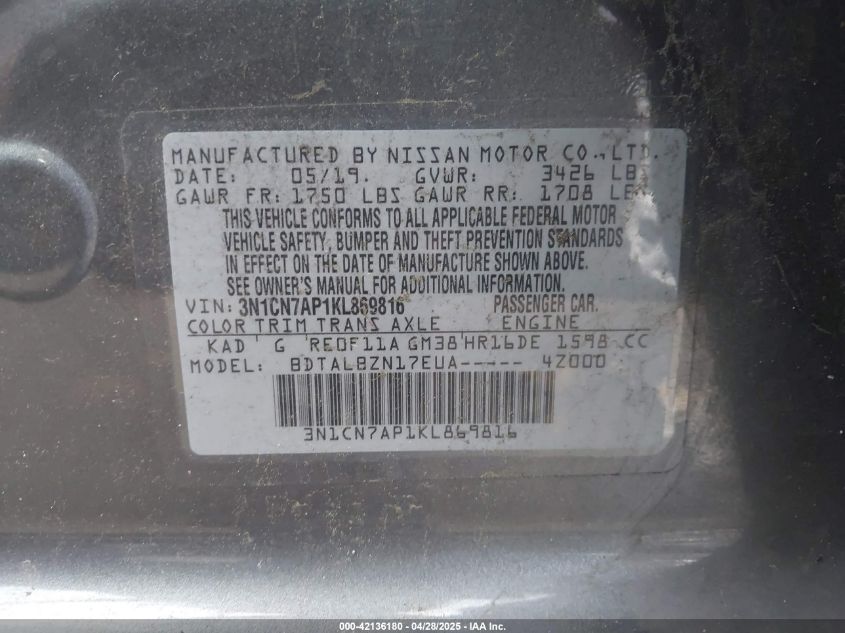 MANUFACTURED BY NISSAN MOTOR CO., LTD.
DATE: 05/19. GVWR: 3426 LB
GAWR FR: 1750 LBS GAWR RR: 1708
THIS VEHICLE CONFORMS TO ALL APPLICABLE FEDERAL MOTOR
VEHICLE SAFETY, BUMPER AND THEFT PREVENTION STANDARDS
IN EFFECT ON THE DATE OF MANUFACTURE SHOWN ABOVE.
SEE OWNER'S MANUAL FOR ADDITIONAL INFORMATION.
VIN: 3N1CN7AP1KL869816 PASSENGER CAR.
COLOR TRIM TRANS AXLE ENGINE
KAD G RE0F11A GM38 HR16DE 1598 CC
MODEL: BDTALBZN17EUA----- 4Z000
3N1CN7AP1KL869816
000-42136180 - 04/28/2025 - IAA Inc.